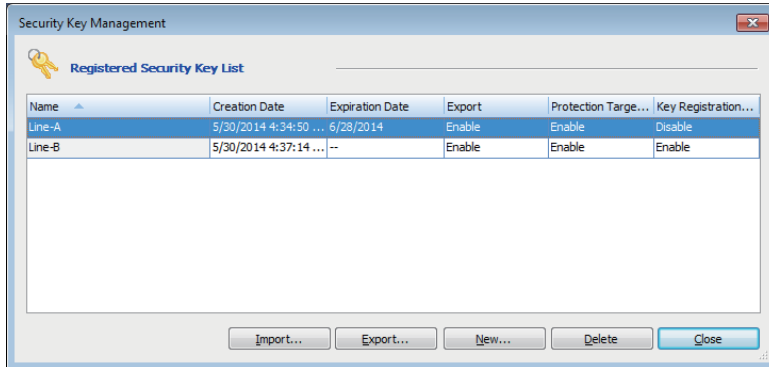 Security Key Management
Registered Security Key List
Name Creation Date Expiration Date Export Protection Targe... Key Registration...
Line-A 5/30/2014 4:34:50 ... 6/28/2014 Enable Enable Disable
Line-B 5/30/2014 4:37:14 ... -- Enable Enable Enable
Import... Export... New... Delete Close